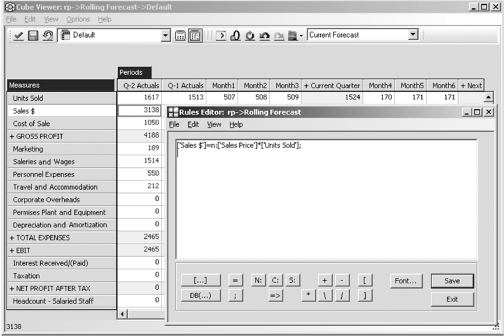 Cube Viewer: rp->Rolling Forecast->Default
File Edit View Options Help
Default Current Forecast
Periods
Measures Q-2 Actuals Q-1 Actuals Month1 Month2 Month3 + Current Quarter Month4 Month5 Month6 + Next
Units Sold 1617 1513 507 508 509 1524 170 171 171
Sales $ 3138
Cost of Sale 1050
+ GROSS PROFIT 4188
Marketing 189
Saleries and Wages 1514
Personnel Expenses 550
Travel and Accommodation 212
Corporate Overheads 0
Permises Plant and Equipment 0
Depreciation and Amortization 0
+ TOTAL EXPENSES 2465
+ EBIT 2465
Interest Received/(Paid) 0
Taxation 0
+ NET PROFIT AFTER TAX 0
Headcount - Salaried Staff 0
3138
Rules Editor: rp->Rolling Forecast
File Edit View Help
['Sales $']=n:['Sales Price']*['Units Sold'];
[...] = N: C: S: + - [ Font... Save
DB(...) ; => * \ / ] Exit